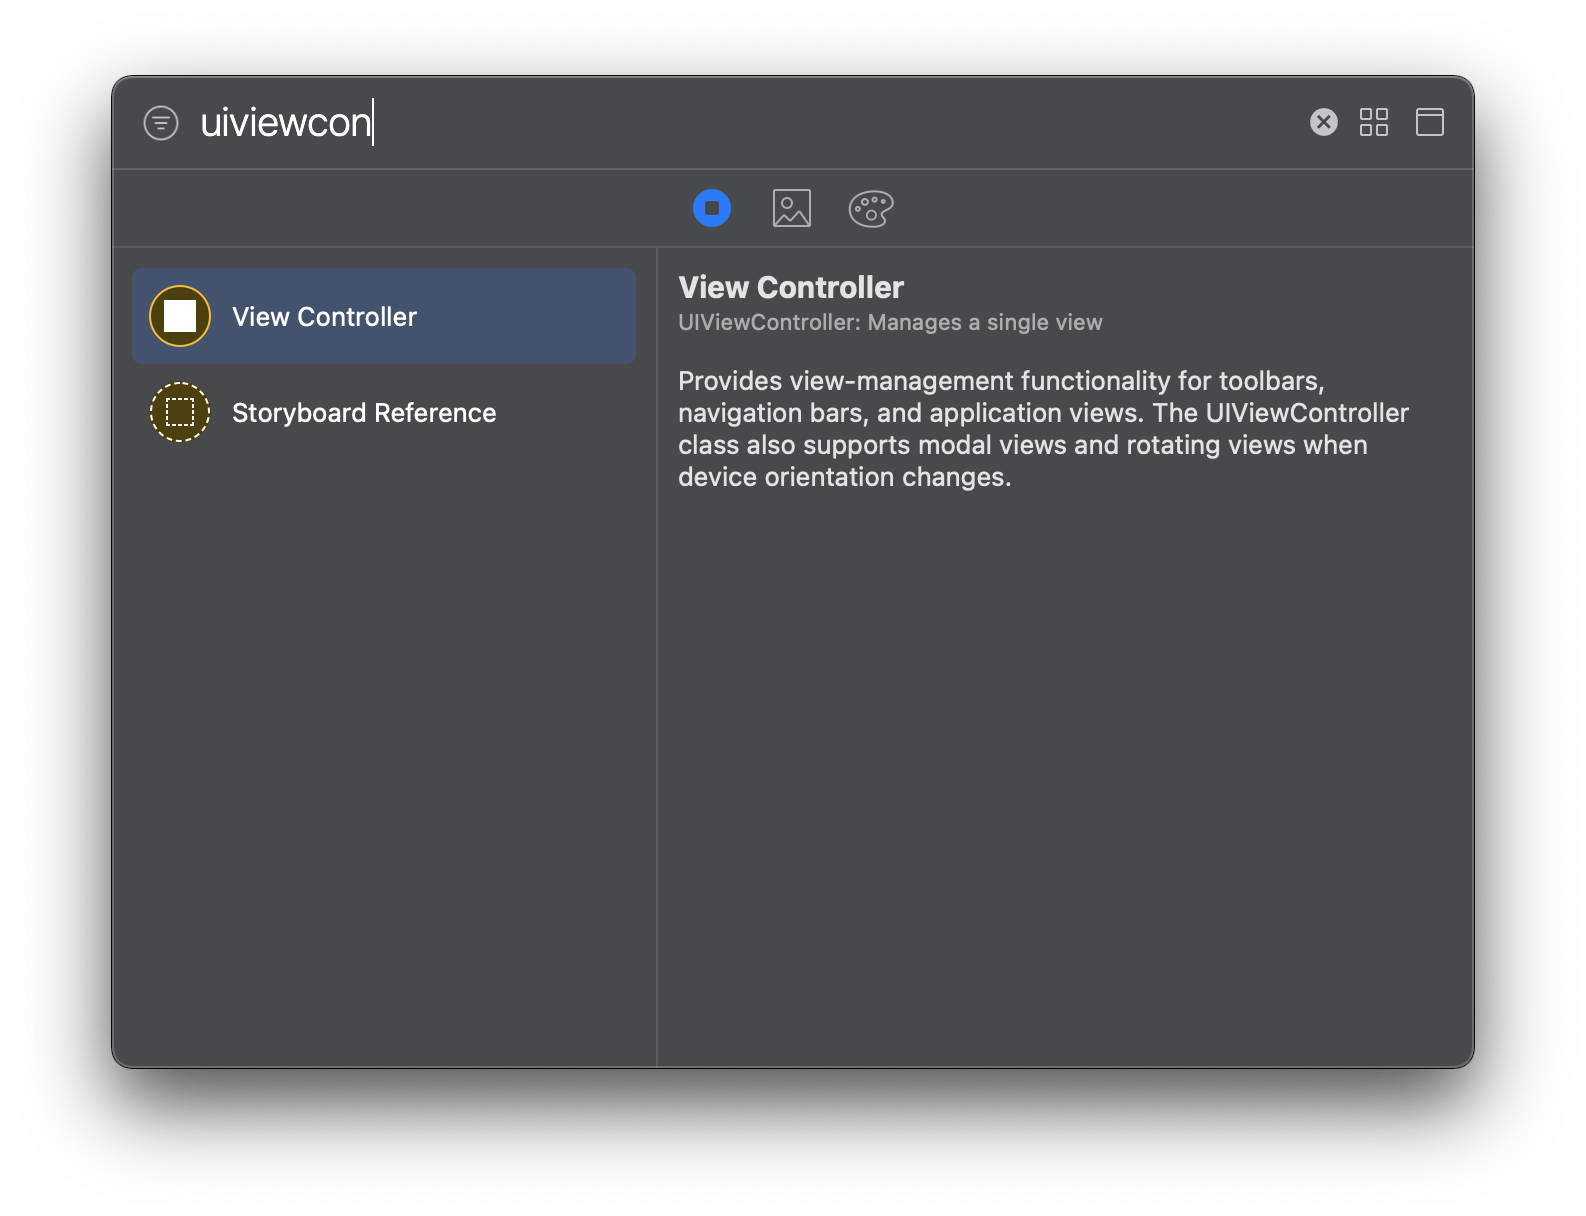 uiviewcon
View Controller
Storyboard Reference
View Controller
UIViewController: Manages a single view
Provides view-management functionality for toolbars,
navigation bars, and application views. The UIViewController
class also supports modal views and rotating views when
device orientation changes.